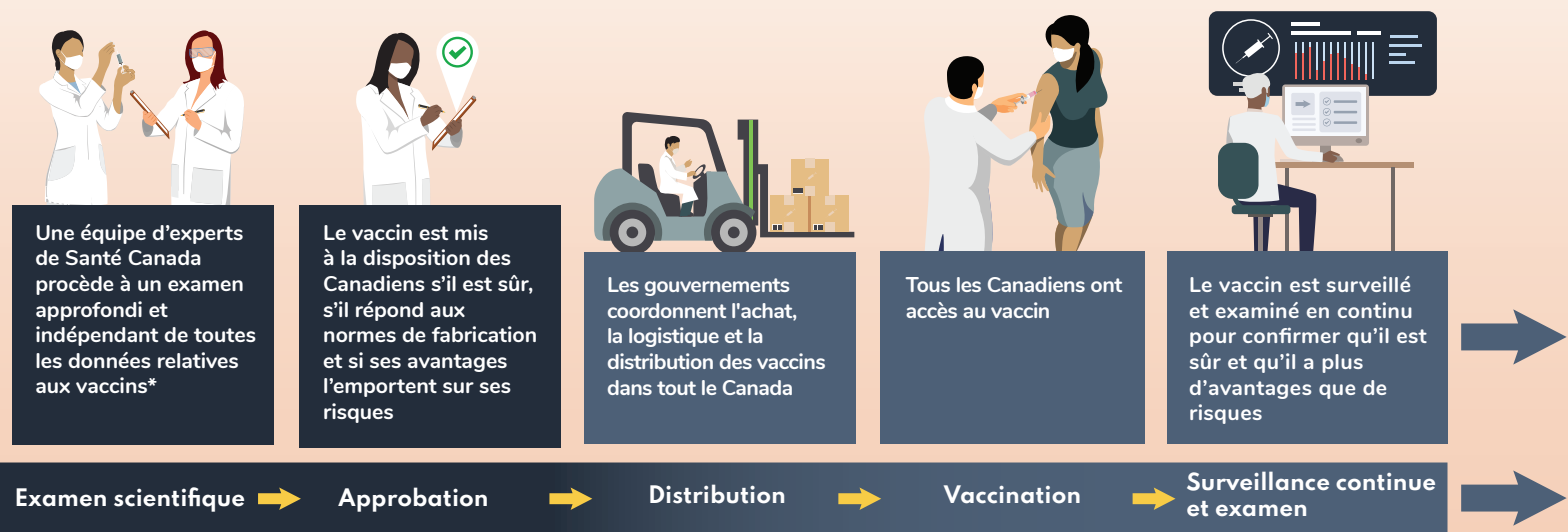 Une équipe d’experts
de Santé Canada
procède à un examen
approfondi et
indépendant de toutes
les données relatives
aux vaccins*
Le vaccin est mis
à la disposition des
Canadiens s’il est sûr,
s’il répond aux
normes de fabrication
et si ses avantages
l’emportent sur ses
risques
Les gouvernements
coordonnent l'achat,
la logistique et la
distribution des vaccins
dans tout le Canada
Tous les Canadiens ont
accès au vaccin
Le vaccin est surveillé
et examiné en continu
pour confirmer qu’il est
sûr et qu’il a plus
d’avantages que de
risques
Examen scientifique
Approbation
Distribution
Vaccination
Surveillance continue
et examen